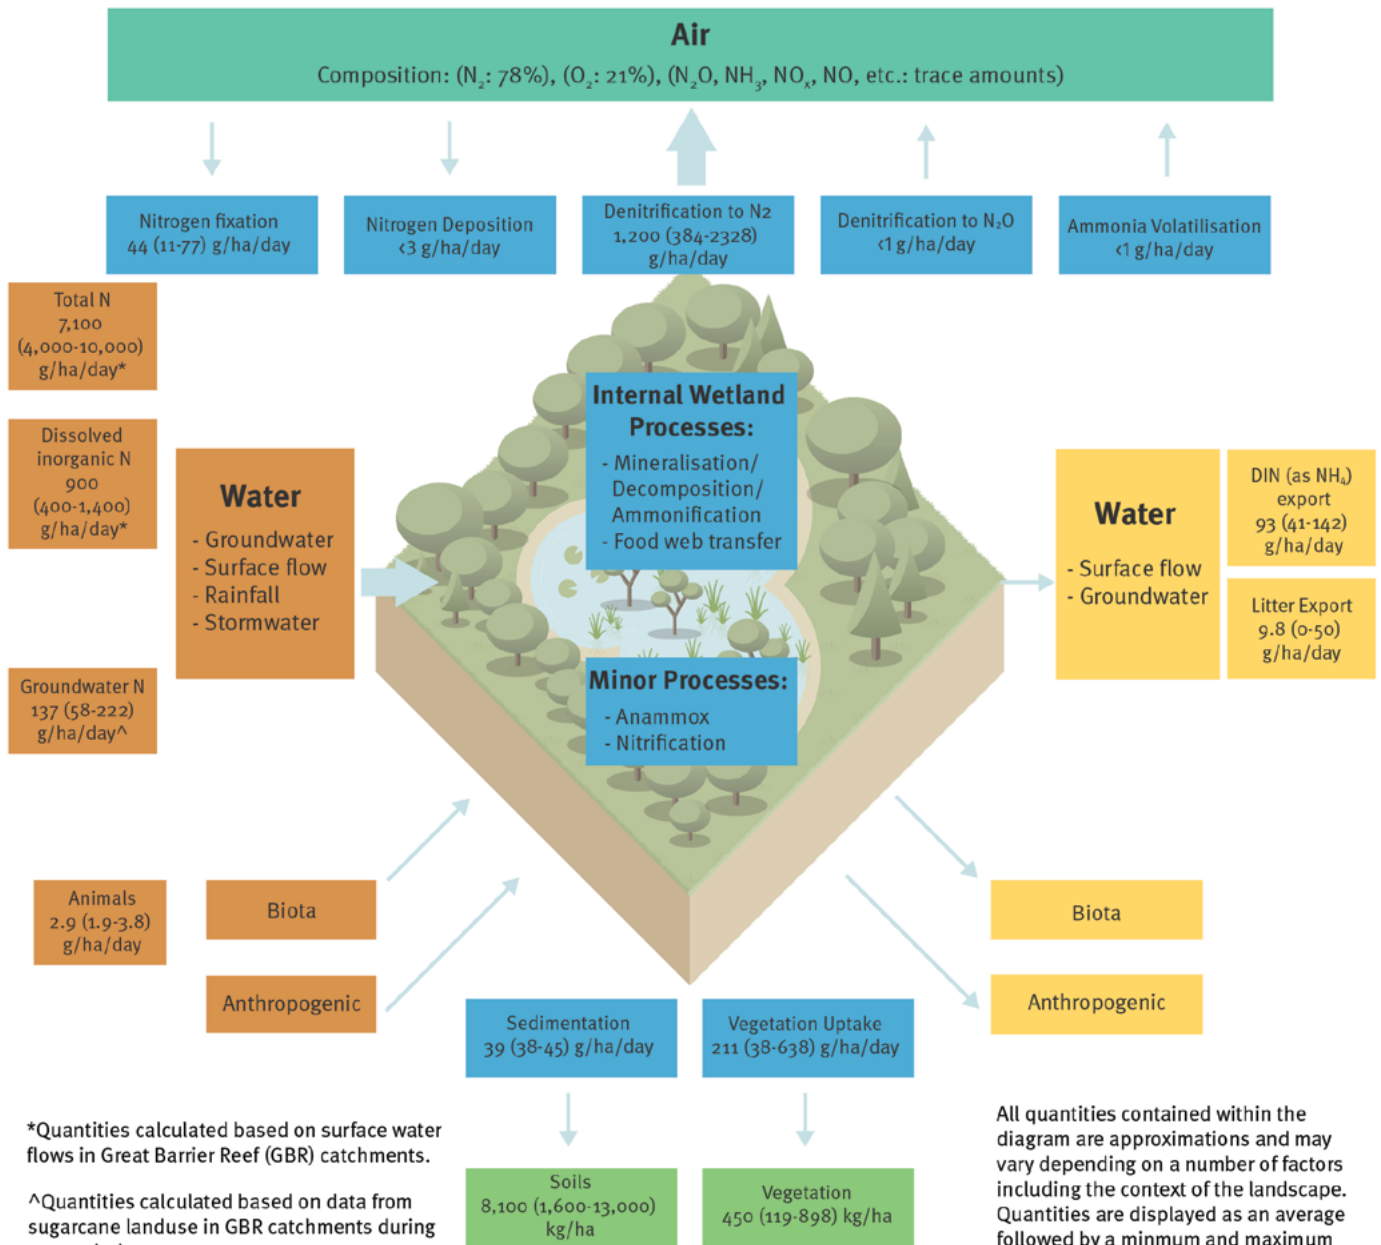 Air
Composition: (N₂: 78%), (O₂: 21%), (N₂O, NH₃, NOₓ, NO, etc.: trace amounts)
Nitrogen fixation
44 (11-77) g/ha/day
Nitrogen Deposition
<3 g/ha/day
Denitrification to N2
1,200 (384-2328)
g/ha/day
Denitrification to N₂O
<1 g/ha/day
Ammonia Volatilisation
<1 g/ha/day
Total N
7,100
(4,000-10,000)
g/ha/day*
Dissolved
inorganic N
900
(400-1,400)
g/ha/day*
Groundwater N
137 (58-222)
g/ha/day^
Water
- Groundwater
- Surface flow
- Rainfall
- Stormwater
Internal Wetland
Processes:
- Mineralisation/
Decomposition/
Ammonification
- Food web transfer
Minor Processes:
- Anammox
- Nitrification
Water
- Surface flow
- Groundwater
DIN (as NH₄)
export
93 (41-142)
g/ha/day
Litter Export
9.8 (0-50)
g/ha/day
Animals
2.9 (1.9-3.8)
g/ha/day
Biota
Anthropogenic
Biota
Anthropogenic
Sedimentation
39 (38-45) g/ha/day
Vegetation Uptake
211 (38-638) g/ha/day
Soils
8,100 (1,600-13,000)
kg/ha
Vegetation
450 (119-898) kg/ha
*Quantities calculated based on surface water
flows in Great Barrier Reef (GBR) catchments.
^Quantities calculated based on data from
sugarcane landuse in GBR catchments during
All quantities contained within the
diagram are approximations and may
vary depending on a number of factors
including the context of the landscape.
Quantities are displayed as an average
followed by a minmum and maximum